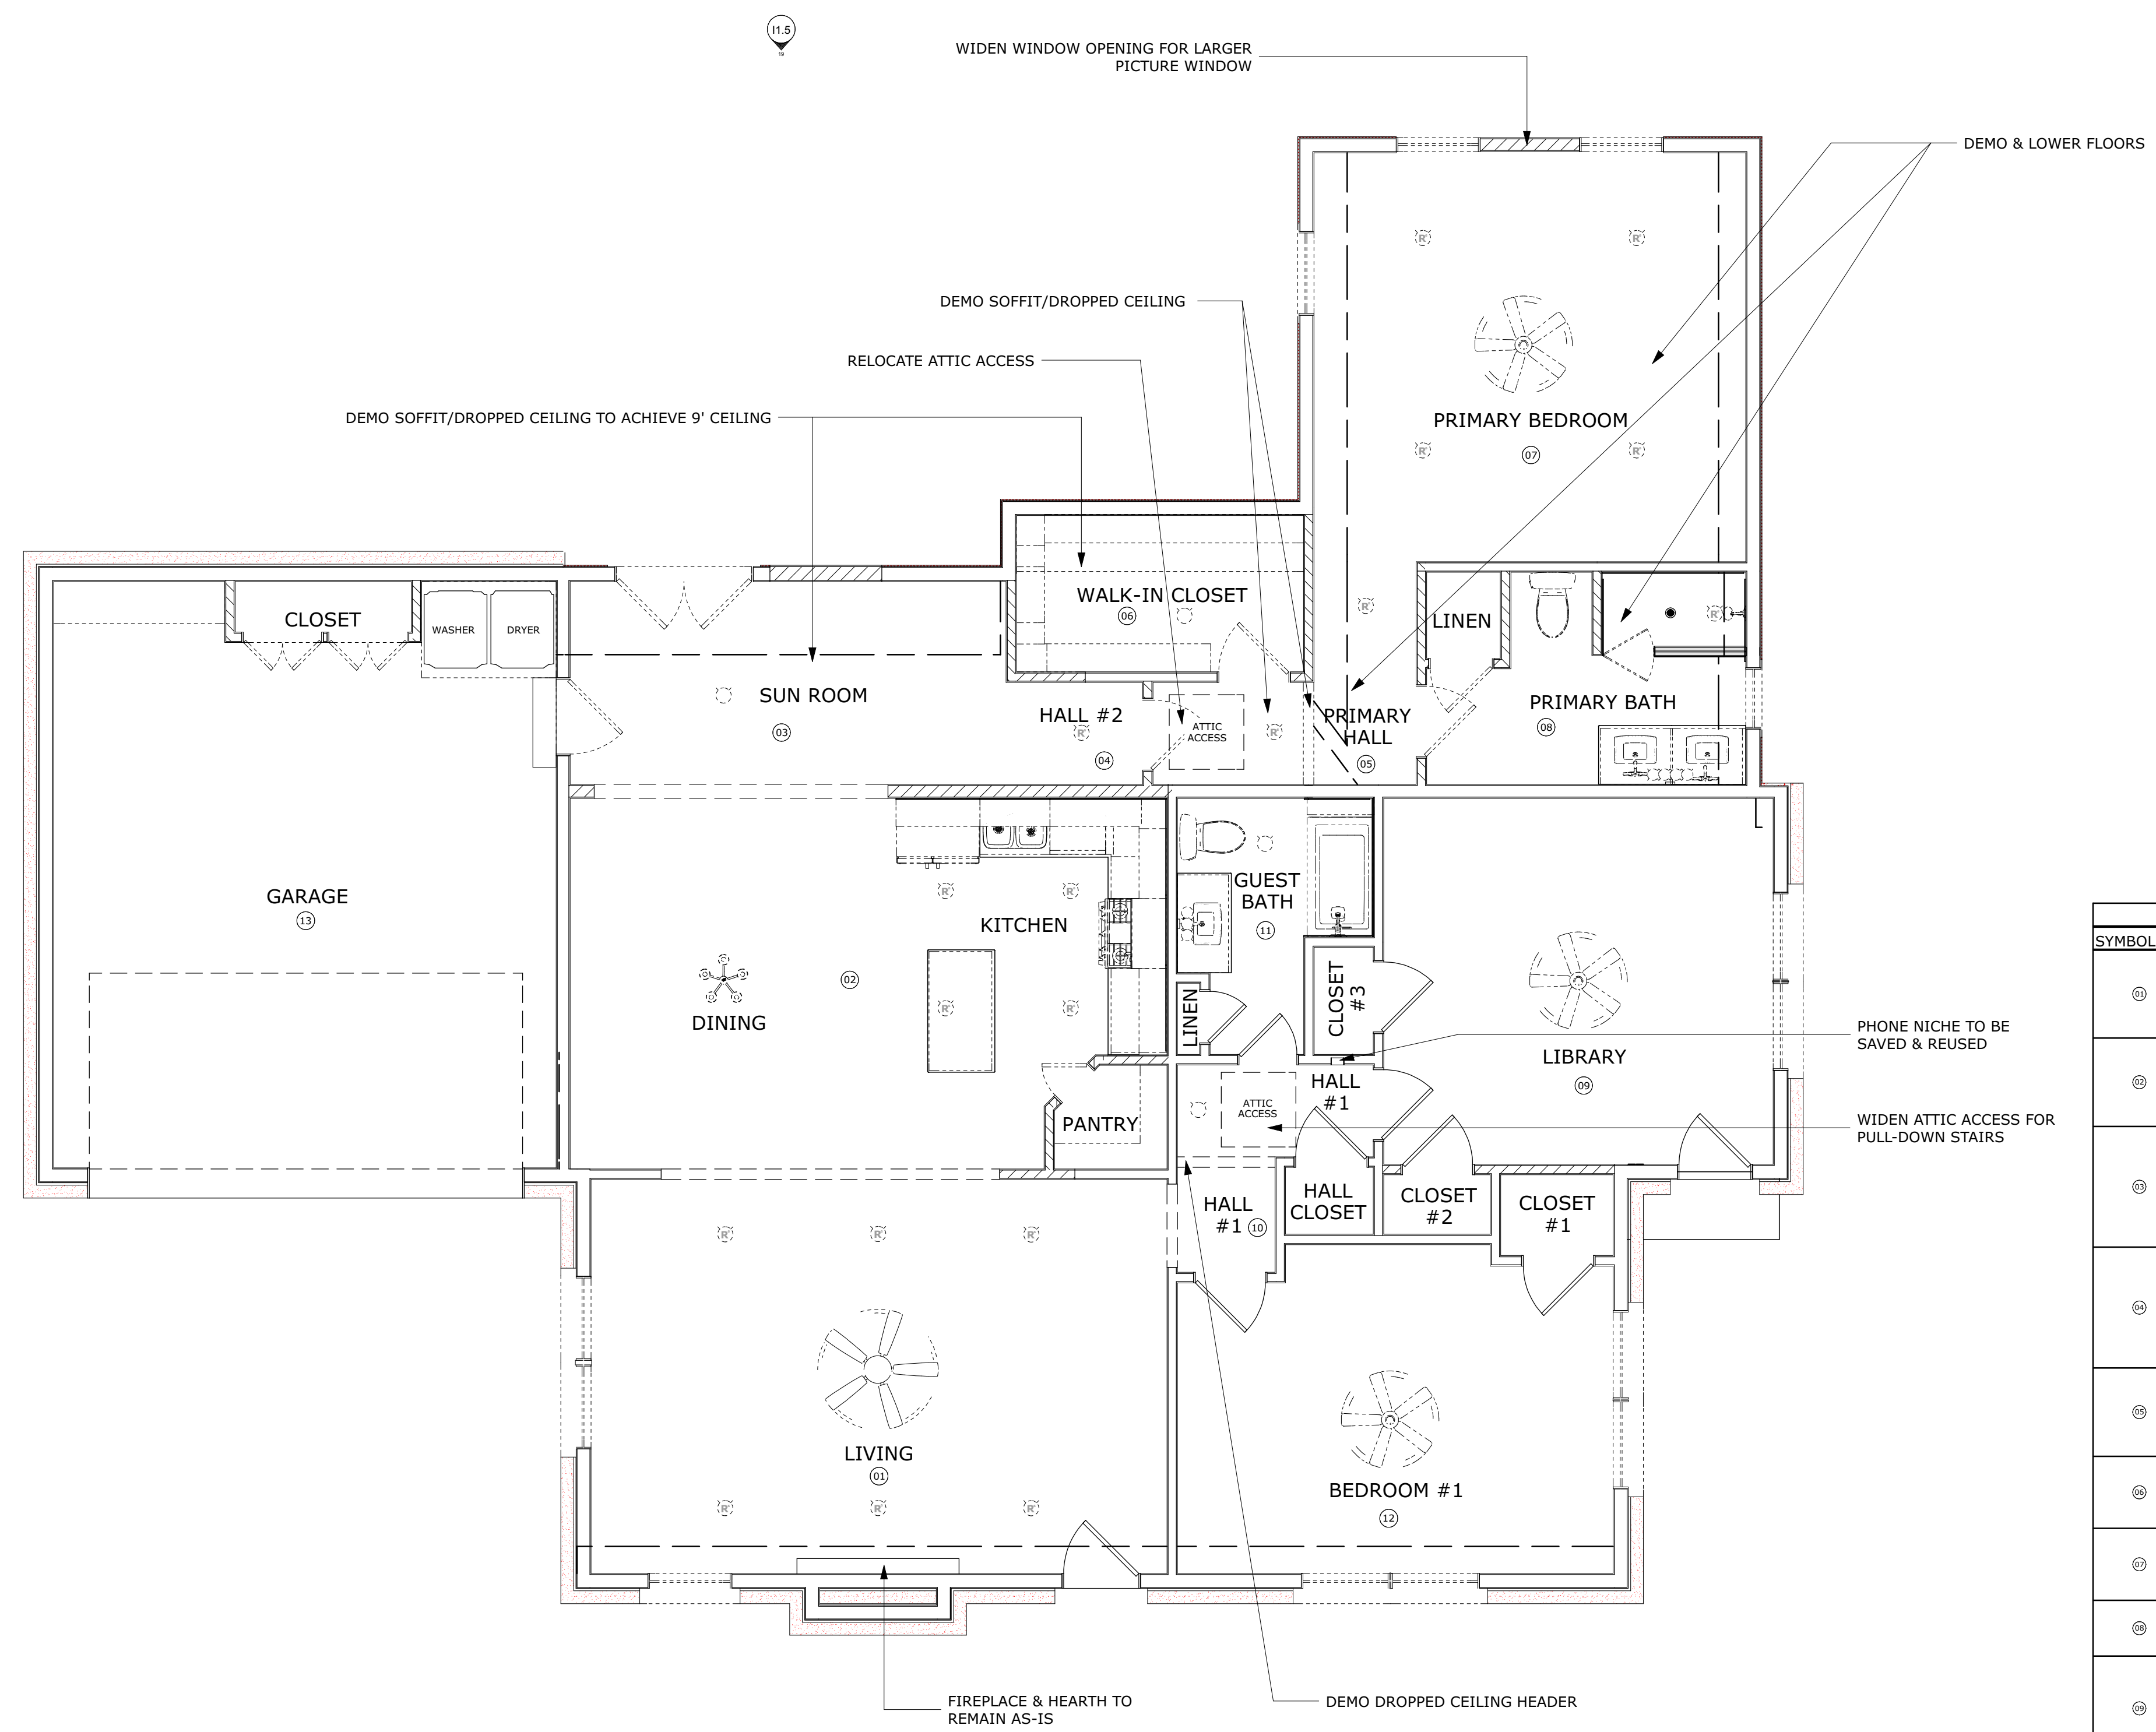 I1.5
19
WIDEN WINDOW OPENING FOR LARGER
PICTURE WINDOW
DEMO & LOWER FLOORS
DEMO SOFFIT/DROPPED CEILING
RELOCATE ATTIC ACCESS
DEMO SOFFIT/DROPPED CEILING TO ACHIEVE 9' CEILING
R
R
PRIMARY BEDROOM
R
R
07
WALK-IN CLOSET
06
R
LINEN
R
CLOSET
WASHER
DRYER
SUN ROOM
03
HALL #2
R
04
ATTIC
ACCESS
R
PRIMARY
HALL
05
PRIMARY BATH
08
GARAGE
13
R
R
KITCHEN
02
R
R
DINING
GUEST
BATH
11
LINEN
CLOSET
#3
LIBRARY
09
PHONE NICHE TO BE
SAVED & REUSED
HALL
#1
ATTIC
ACCESS
PANTRY
WIDEN ATTIC ACCESS FOR
PULL-DOWN STAIRS
HALL
#1
10
HALL
CLOSET
CLOSET
#2
CLOSET
#1
R
R
R
LIVING
01
R
R
R
BEDROOM #1
12
FIREPLACE & HEARTH TO
REMAIN AS-IS
DEMO DROPPED CEILING HEADER
SYMBOL
01
02
03
04
05
06
07
08
09